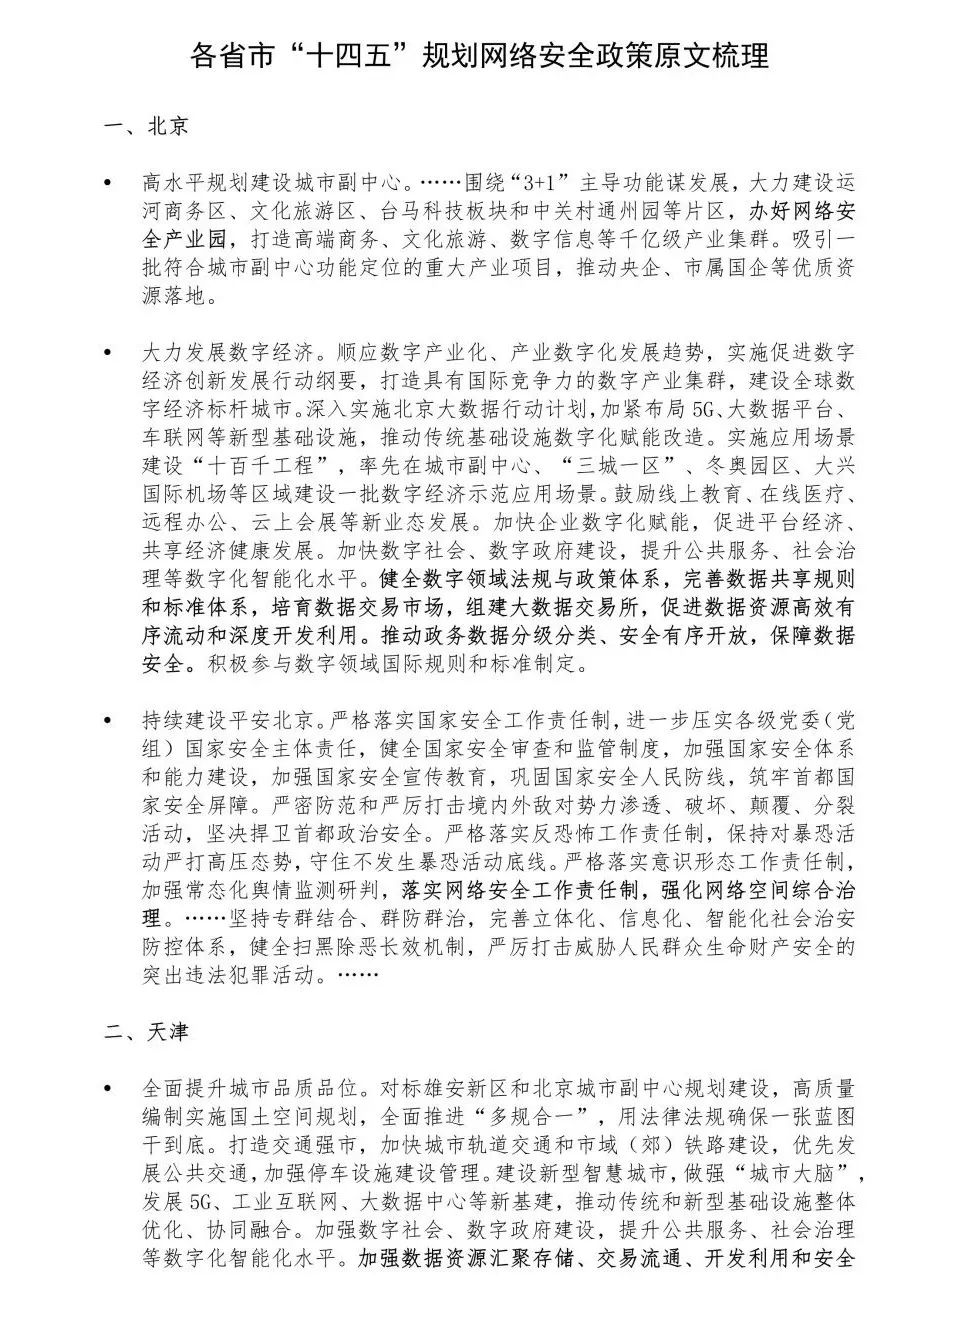 各省市“十四五”规划网络安全政策原文梳理
一、北京
• 高水平规划建设城市副中心。……围绕“3+1”主导功能谋发展，大力建设运
河商务区、文化旅游区、台马科技板块和中关村通州园等片区，办好网络安
全产业园，打造高端商务、文化旅游、数字信息等千亿级产业集群。吸引一
批符合城市副中心功能定位的重大产业项目，推动央企、市属国企等优质资
源落地。
• 大力发展数字经济。顺应数字产业化、产业数字化发展趋势，实施促进数字
经济创新发展行动纲要，打造具有国际竞争力的数字产业集群，建设全球数
字经济标杆城市。深入实施北京大数据行动计划，加紧布局5G、大数据平台、
车联网等新型基础设施，推动传统基础设施数字化赋能改造。实施应用场景
建设“十百千工程”，率先在城市副中心、“三城一区”、冬奥园区、大兴
国际机场等区域建设一批数字经济示范应用场景。鼓励线上教育、在线医疗、
远程办公、云上会展等新业态发展。加快企业数字化赋能，促进平台经济、
共享经济健康发展。加快数字社会、数字政府建设，提升公共服务、社会治
理等数字化智能化水平。健全数字领域法规与政策体系，完善数据共享规则
和标准体系，培育数据交易市场，组建大数据交易所，促进数据资源高效有
序流动和深度开发利用。推动政务数据分级分类、安全有序开放，保障数据
安全。积极参与数字领域国际规则和标准制定。
• 持续建设平安北京。严格落实国家安全工作责任制，进一步压实各级党委（党
组）国家安全主体责任，健全国家安全审查和监管制度，加强国家安全体系
和能力建设，加强国家安全宣传教育，巩固国家安全人民防线，筑牢首都国
家安全屏障。严密防范和严厉打击境内外敌对势力渗透、破坏、颠覆、分裂
活动，坚决捍卫首都政治安全。严格落实反恐怖工作责任制，保持对暴恐活
动严打高压态势，守住不发生暴恐活动底线。严格落实意识形态工作责任制，
加强常态化舆情监测研判，落实网络安全工作责任制，强化网络空间综合治
理。……坚持专群结合、群防群治，完善立体化、信息化、智能化社会治安
防控体系，健全扫黑除恶长效机制，严厉打击威胁人民群众生命财产安全的
突出违法犯罪活动。……
二、天津
• 全面提升城市品质品位。对标雄安新区和北京城市副中心规划建设，高质量
编制实施国土空间规划，全面推进“多规合一”，用法律法规确保一张蓝图
干到底。打造交通强市，加快城市轨道交通和市域（郊）铁路建设，优先发
展公共交通，加强停车设施建设管理。建设新型智慧城市，做强“城市大脑”，
发展5G、工业互联网、大数据中心等新基建，推动传统和新型基础设施整体
优化、协同融合。加强数字社会、数字政府建设，提升公共服务、社会治理
等数字化智能化水平。加强数据资源汇聚存储、交易流通、开发利用和安全